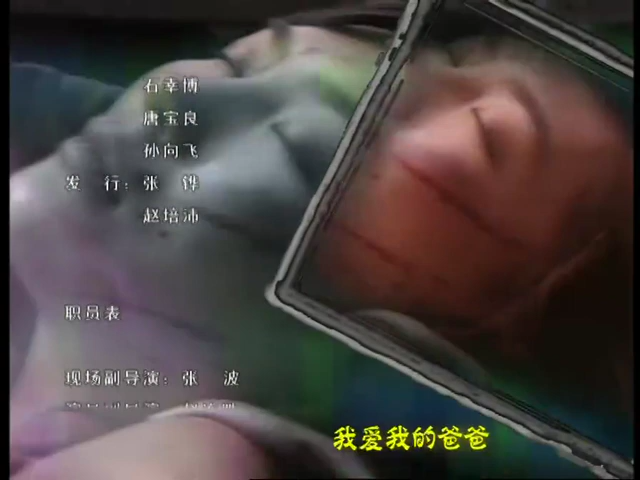 石幸博
唐宝良
孙向飞
发 行：张 铧
赵培沛
职员表
现场副导演：张 波
我爱我的爸爸